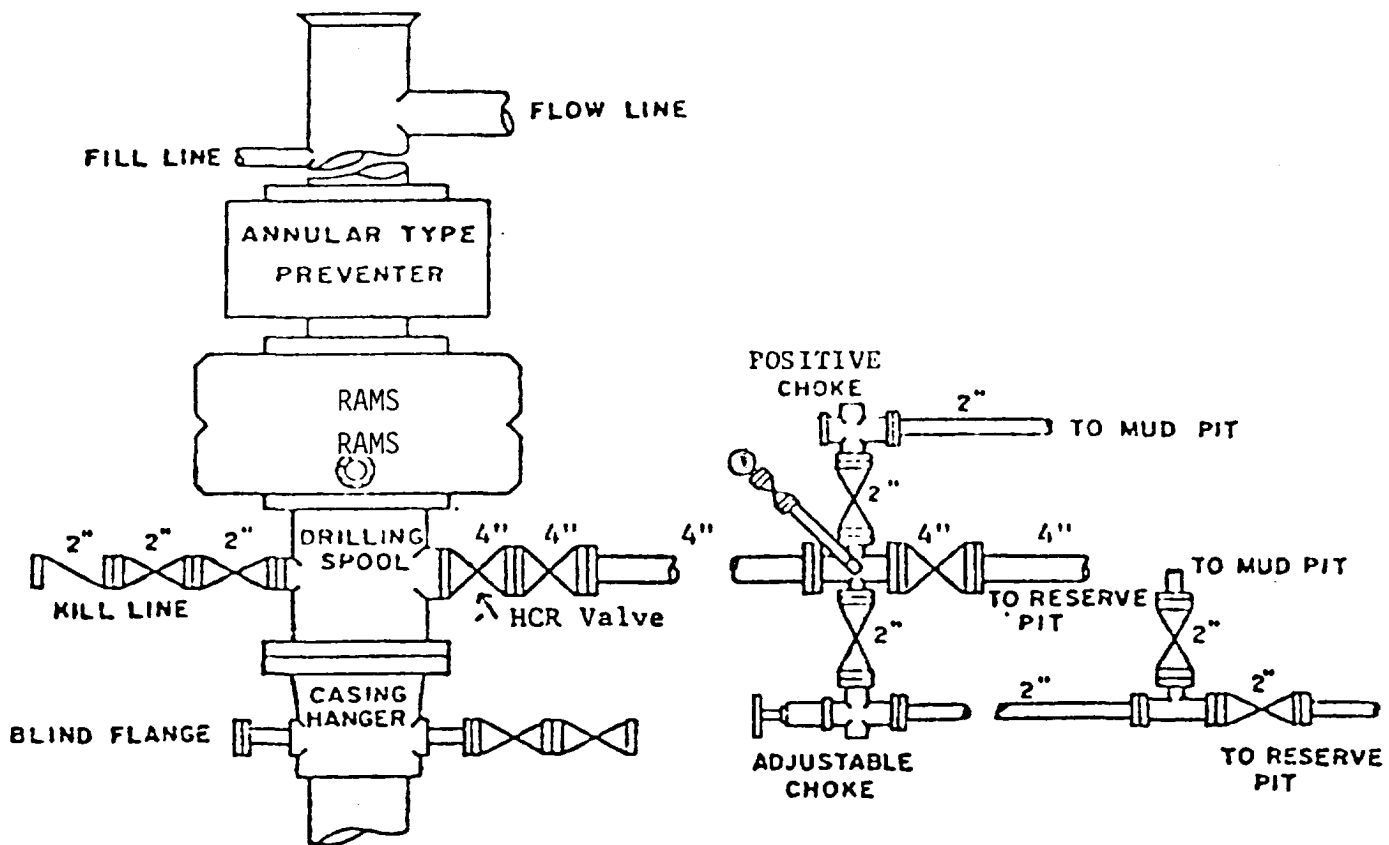 FLOW LINE
FILL LINE
ANNULAR TYPE
PREVENTER
RAMS
RAMS
POSITIVE
CHOKE
2"
TO MUD PIT
2"
2" 2" 2"
DRILLING
SPOOL
4" 4" 4"
4" 4"
KILL LINE
HCR Valve
TO RESERVE
PIT
TO MUD PIT
2"
2"
CASING
HANGER
2"
2"
BLIND FLANGE
ADJUSTABLE
CHOKE
TO RESERVE
PIT